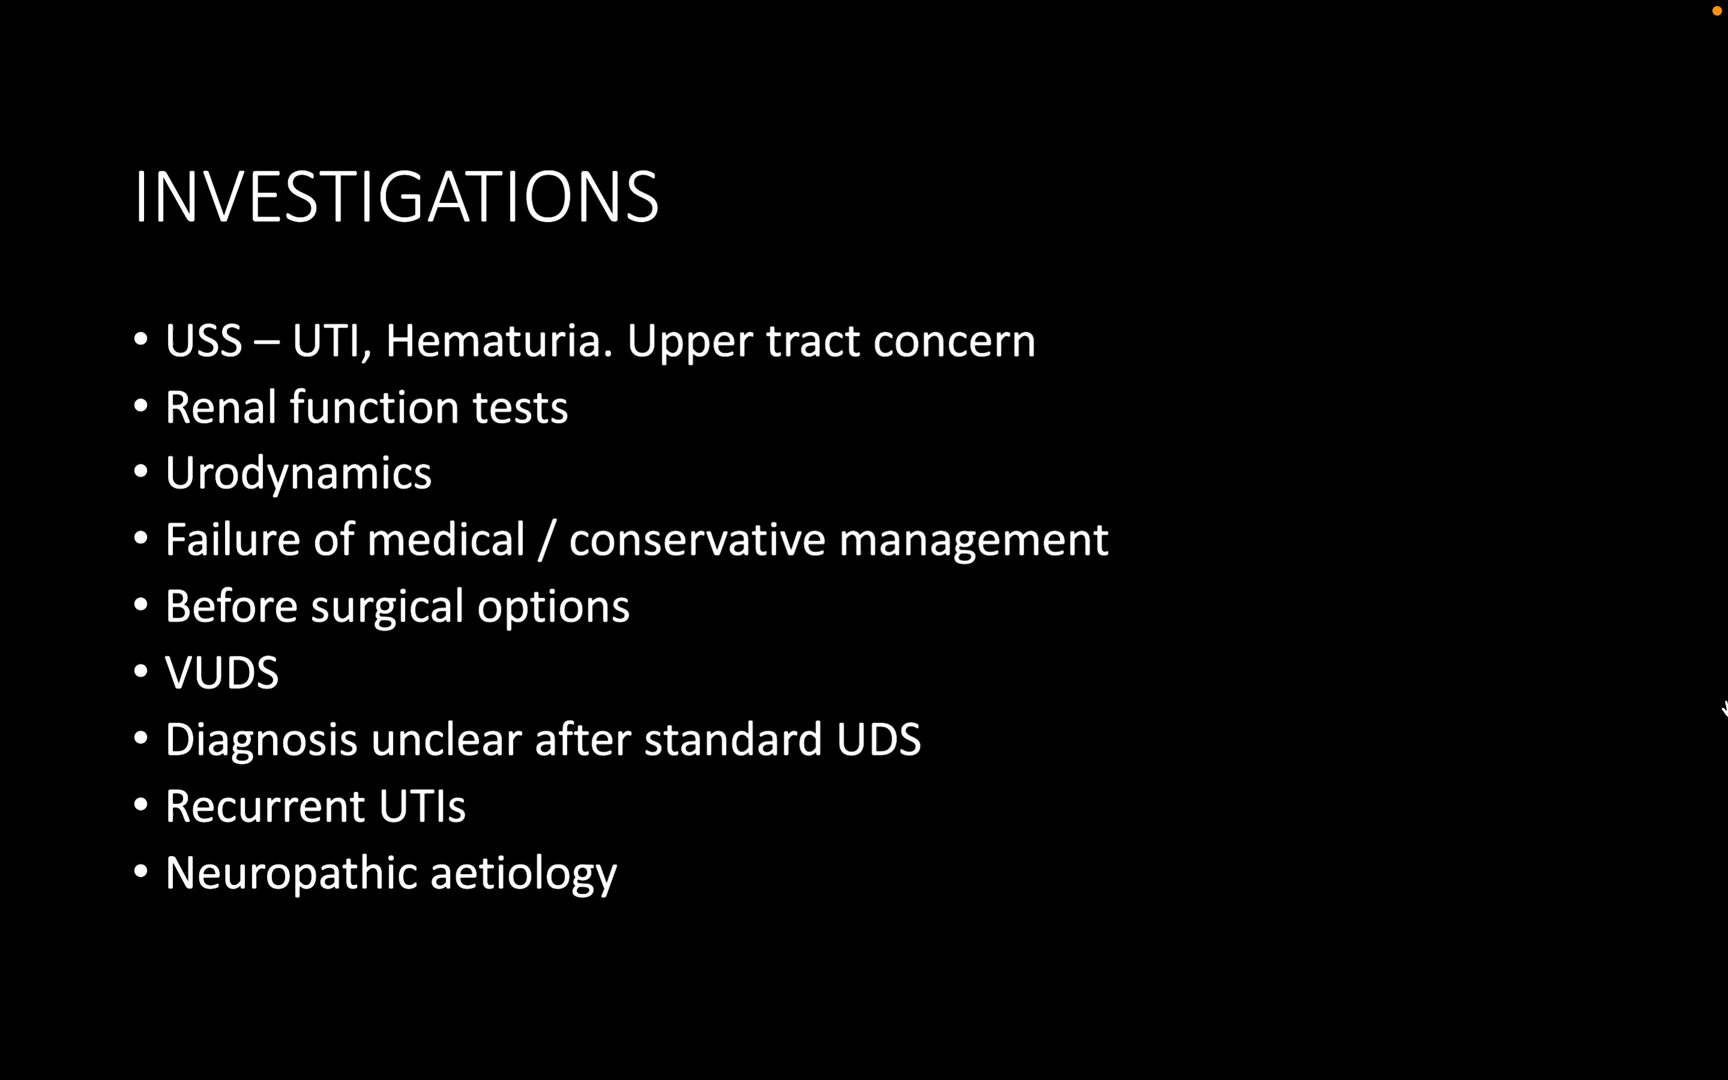 INVESTIGATIONS
• USS – UTI, Hematuria. Upper tract concern
• Renal function tests
• Urodynamics
• Failure of medical / conservative management
• Before surgical options
• VUDS
• Diagnosis unclear after standard UDS
• Recurrent UTIs
• Neuropathic aetiology